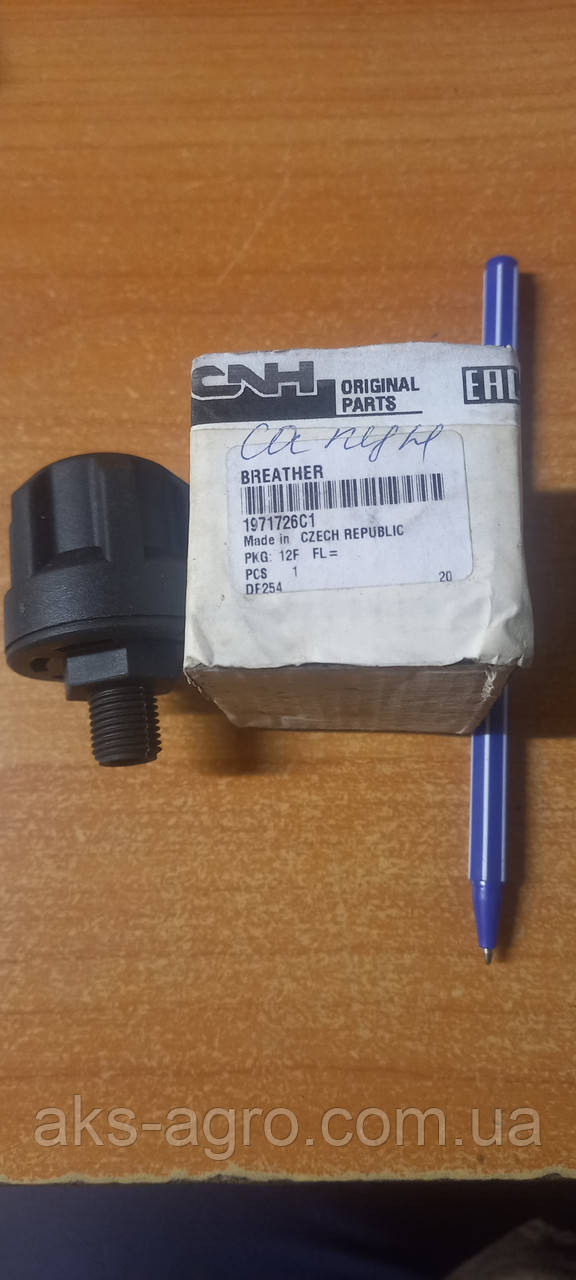 CNH ORIGINAL PARTS EAC
сапун
BREATHER
1971726C1
Made in CZECH REPUBLIC
PKG: 12F FL=
PCS 1
DF254 20
aks-agro.com.ua